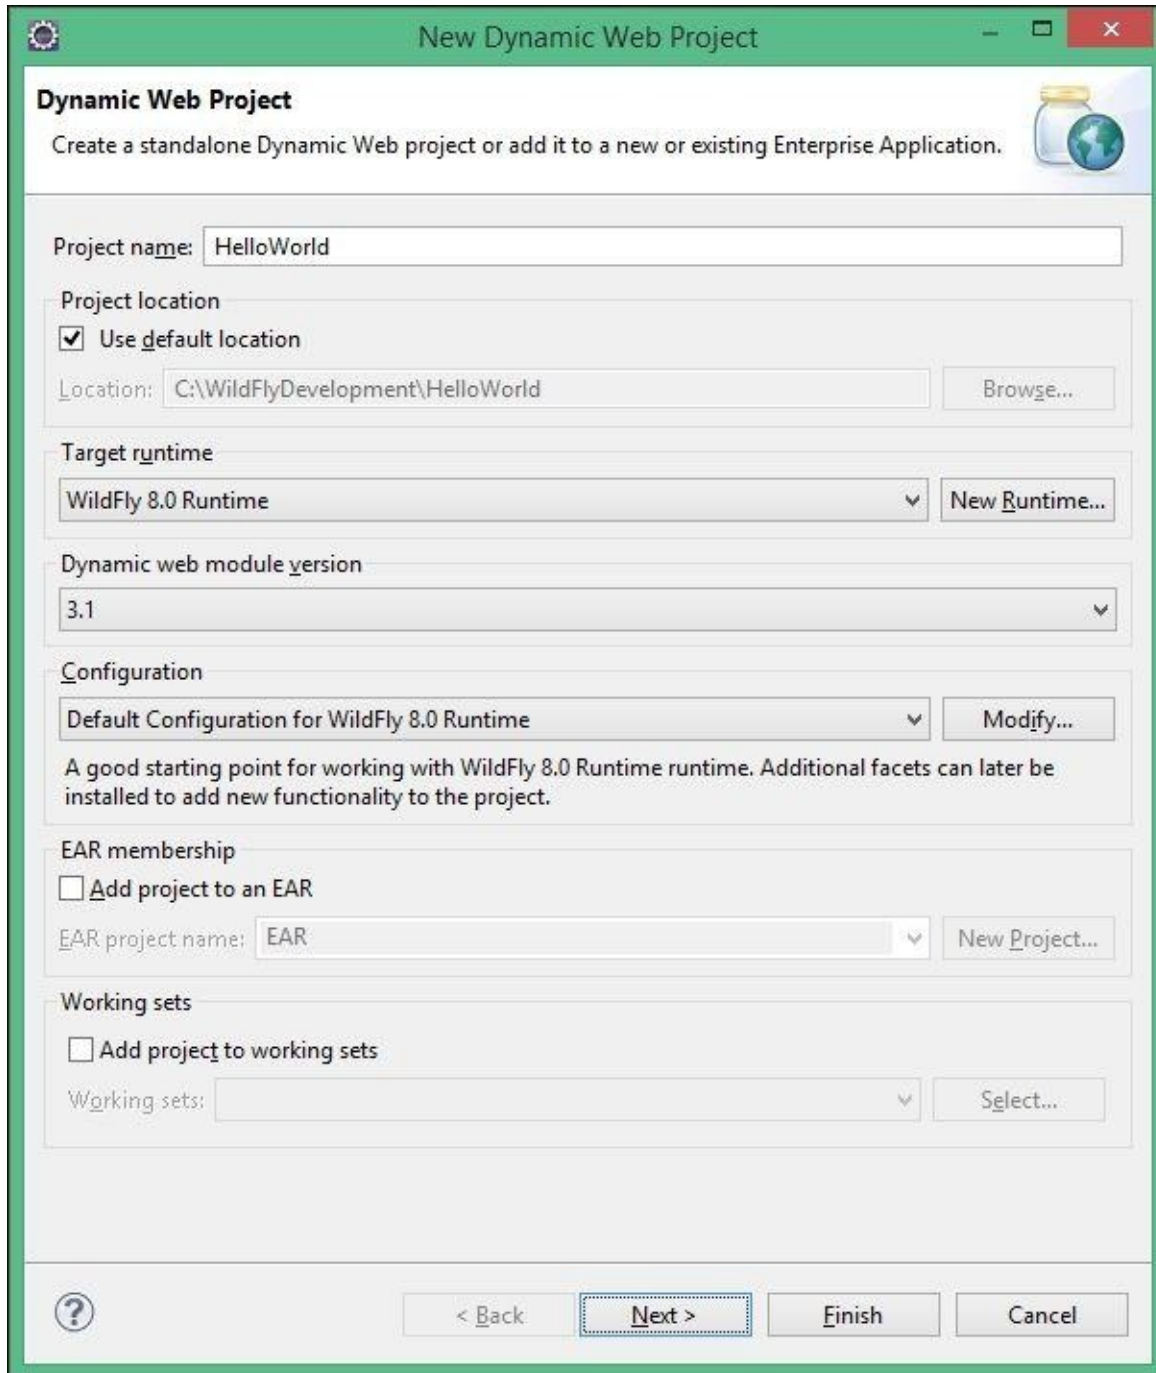 New Dynamic Web Project
Dynamic Web Project
Create a standalone Dynamic Web project or add it to a new or existing Enterprise Application.
Project name: HelloWorld
Project location
Use default location
Location: C:\WildFlyDevelopment\HelloWorld Browse...
Target runtime
WildFly 8.0 Runtime New Runtime...
Dynamic web module version
3.1
Configuration
Default Configuration for WildFly 8.0 Runtime Modify...
A good starting point for working with WildFly 8.0 Runtime runtime. Additional facets can later be
installed to add new functionality to the project.
EAR membership
Add project to an EAR
EAR project name: EAR New Project...
Working sets
Add project to working sets
Working sets: Select...
? < Back Next > Finish Cancel